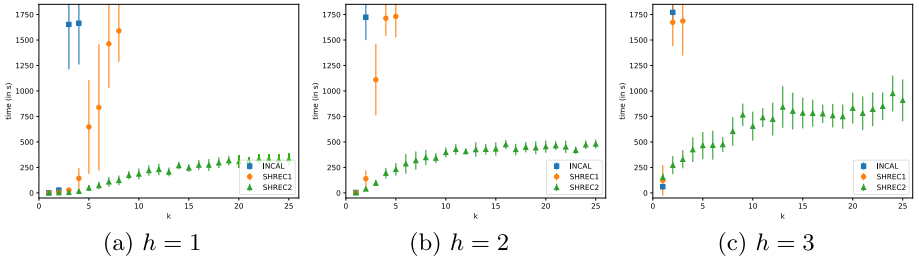 1750
1500
1250
1000
750
500
250
0
time (in s)
0 5 10 15 20 25
k
INCAL
SHREC1
SHREC2
(a) h = 1
1750
1500
1250
1000
750
500
250
0
time (in s)
0 5 10 15 20 25
k
INCAL
SHREC1
SHREC2
(b) h = 2
1750
1500
1250
1000
750
500
250
0
time (in s)
0 5 10 15 20 25
k
INCAL
SHREC1
SHREC2
(c) h = 3